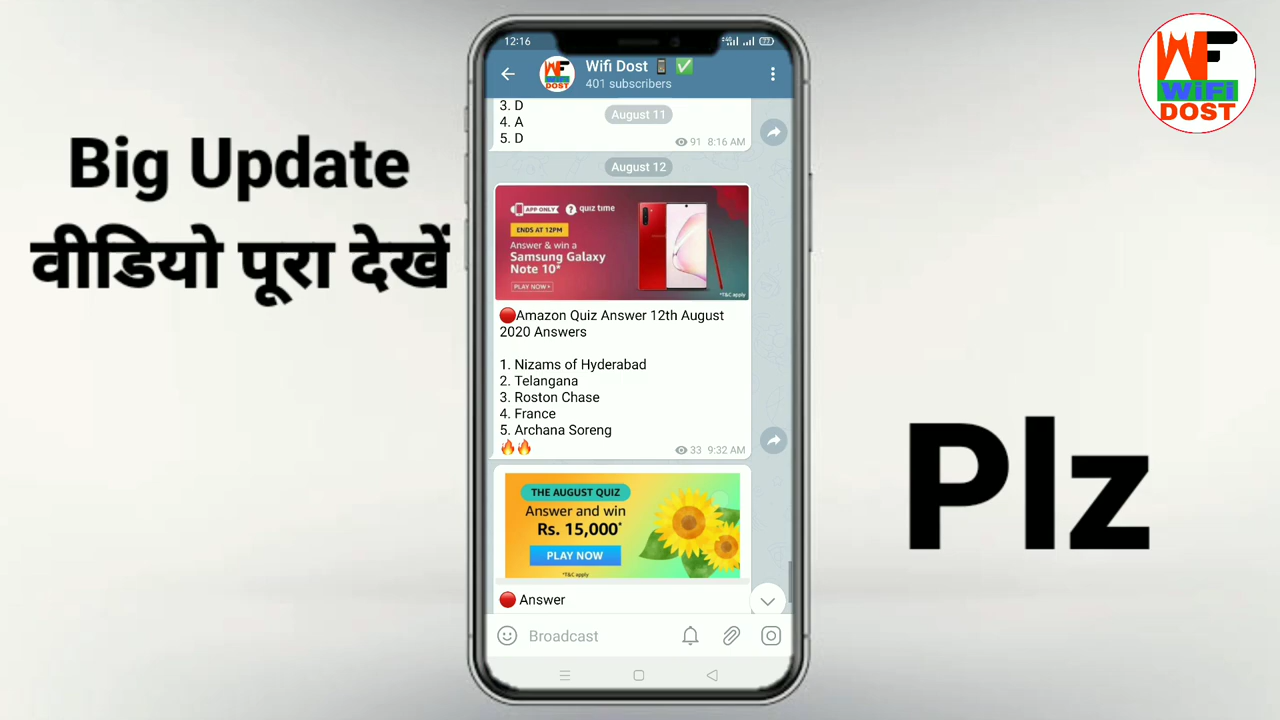 Big Update
वीडियो पूरा देखें
12:16
4G
77
Wifi Dost 📱 ✅
401 subscribers
3. D
August 11
4. A
5. D
91 8:16 AM
August 12
APP ONLY ? quiz time
ENDS AT 12PM
Answer & win a
Samsung Galaxy
Note 10*
PLAY NOW >
*T&C apply
🔴Amazon Quiz Answer 12th August
2020 Answers
1. Nizams of Hyderabad
2. Telangana
3. Roston Chase
4. France
5. Archana Soreng
🔥🔥
33 9:32 AM
THE AUGUST QUIZ
Answer and win
Rs. 15,000*
PLAY NOW
*T&C apply
🔴 Answer
Broadcast
WF
WiFi
DOST
Plz